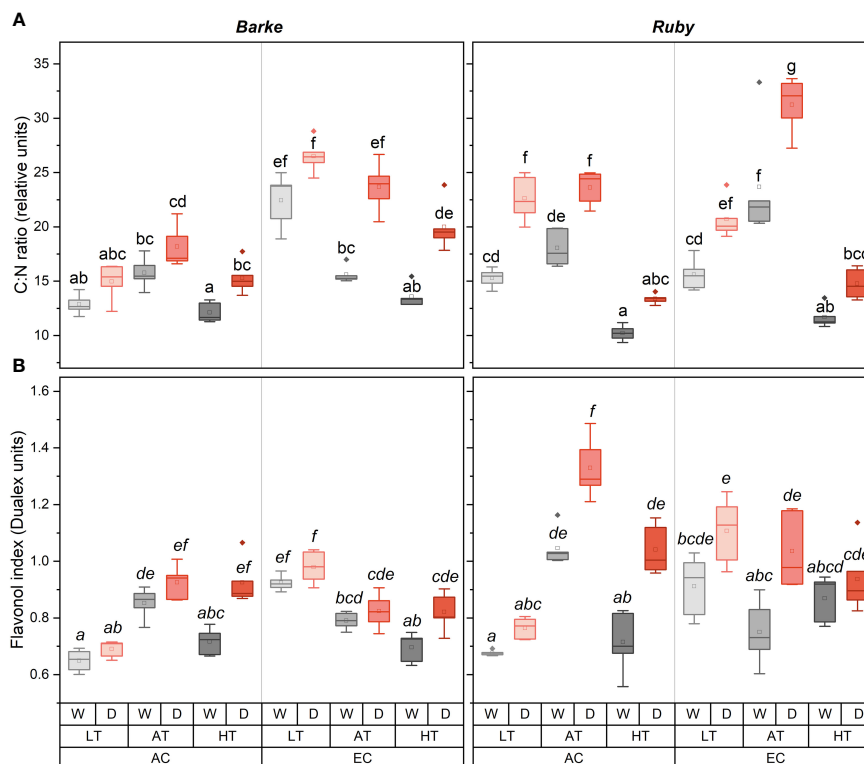 A
Barke
Ruby
C:N ratio (relative units)
35
30
25
20
15
10
ab abc bc cd a bc ef f bc ef ab de
cd f de f a abc cd ef f g ab bcd
B
Flavonol index (Dualex units)
1.6
1.4
1.2
1.0
0.8
0.6
a ab de ef abc ef ef f bcd cde ab cde
a abc de f ab de bcde e abc de abcd cde
W D W D W D W D W D W D W D W D W D W D W D W D
LT AT HT LT AT HT LT AT HT LT AT HT
AC EC AC EC